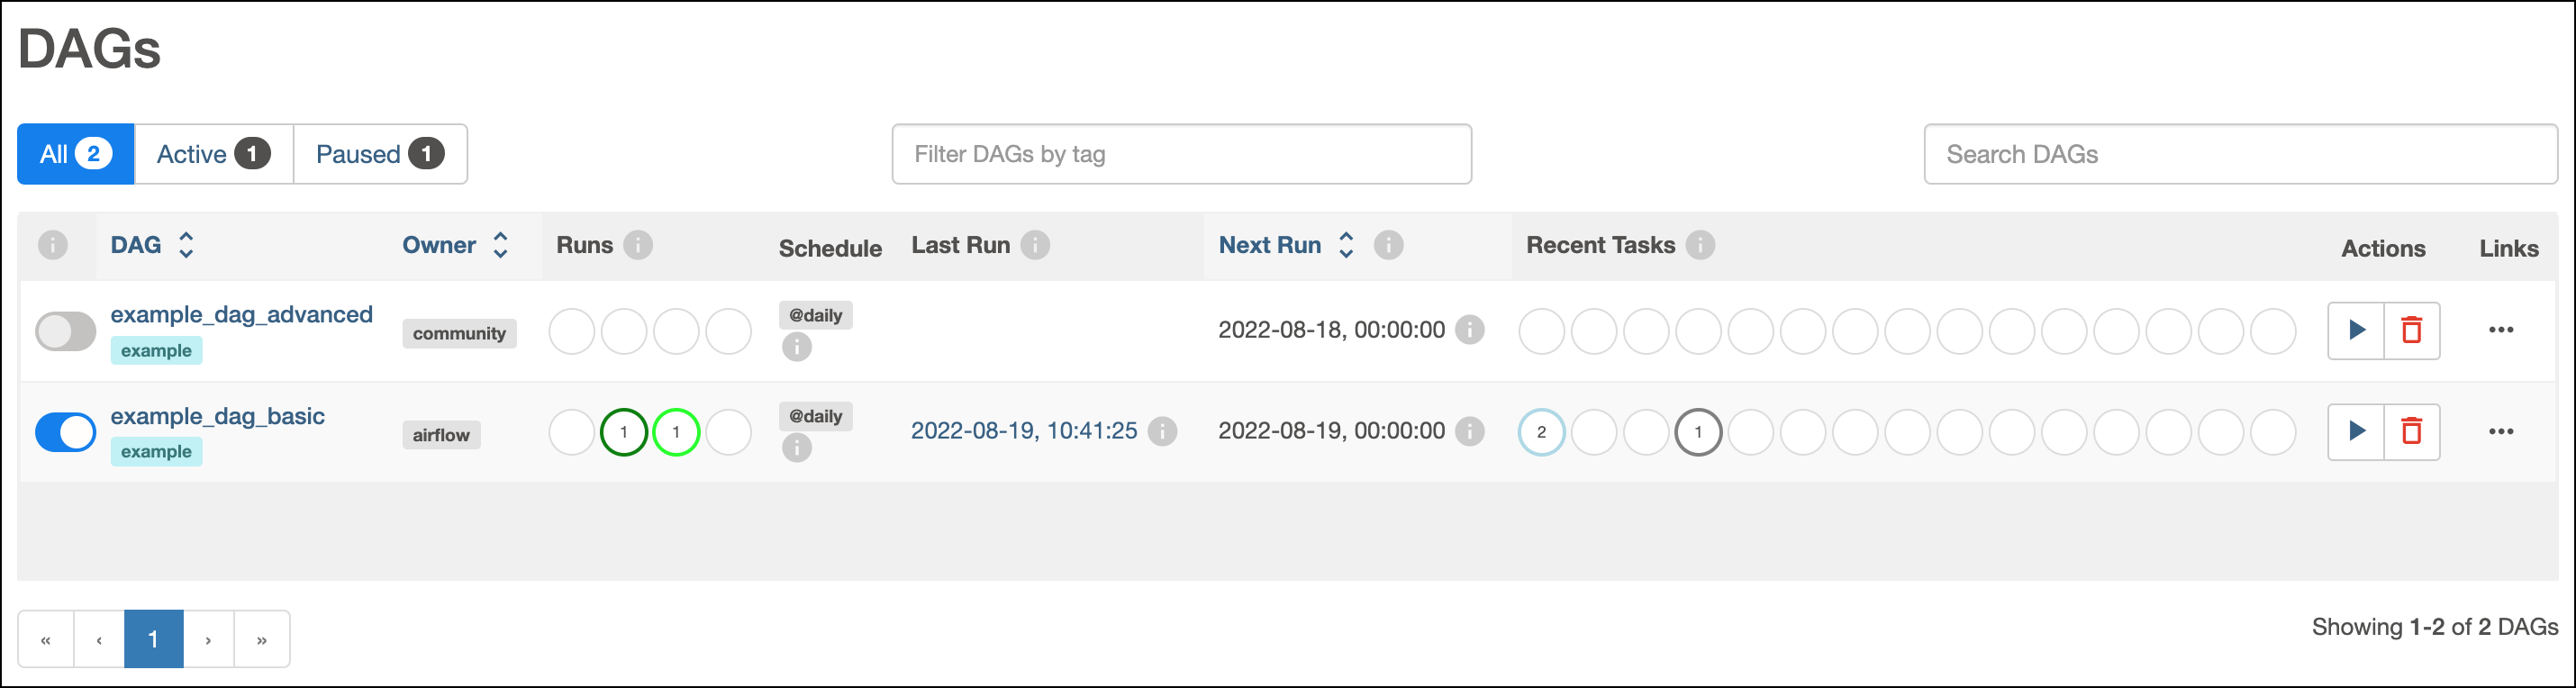 DAGs
All 2 Active 1 Paused 1 Filter DAGs by tag Search DAGs
DAG Owner Runs Schedule Last Run Next Run Recent Tasks Actions Links
example_dag_advanced community @daily 2022-08-18, 00:00:00
example
example_dag_basic airflow 1 1 @daily 2022-08-19, 10:41:25 2022-08-19, 00:00:00 2 1
example
« ‹ 1 › » Showing 1-2 of 2 DAGs